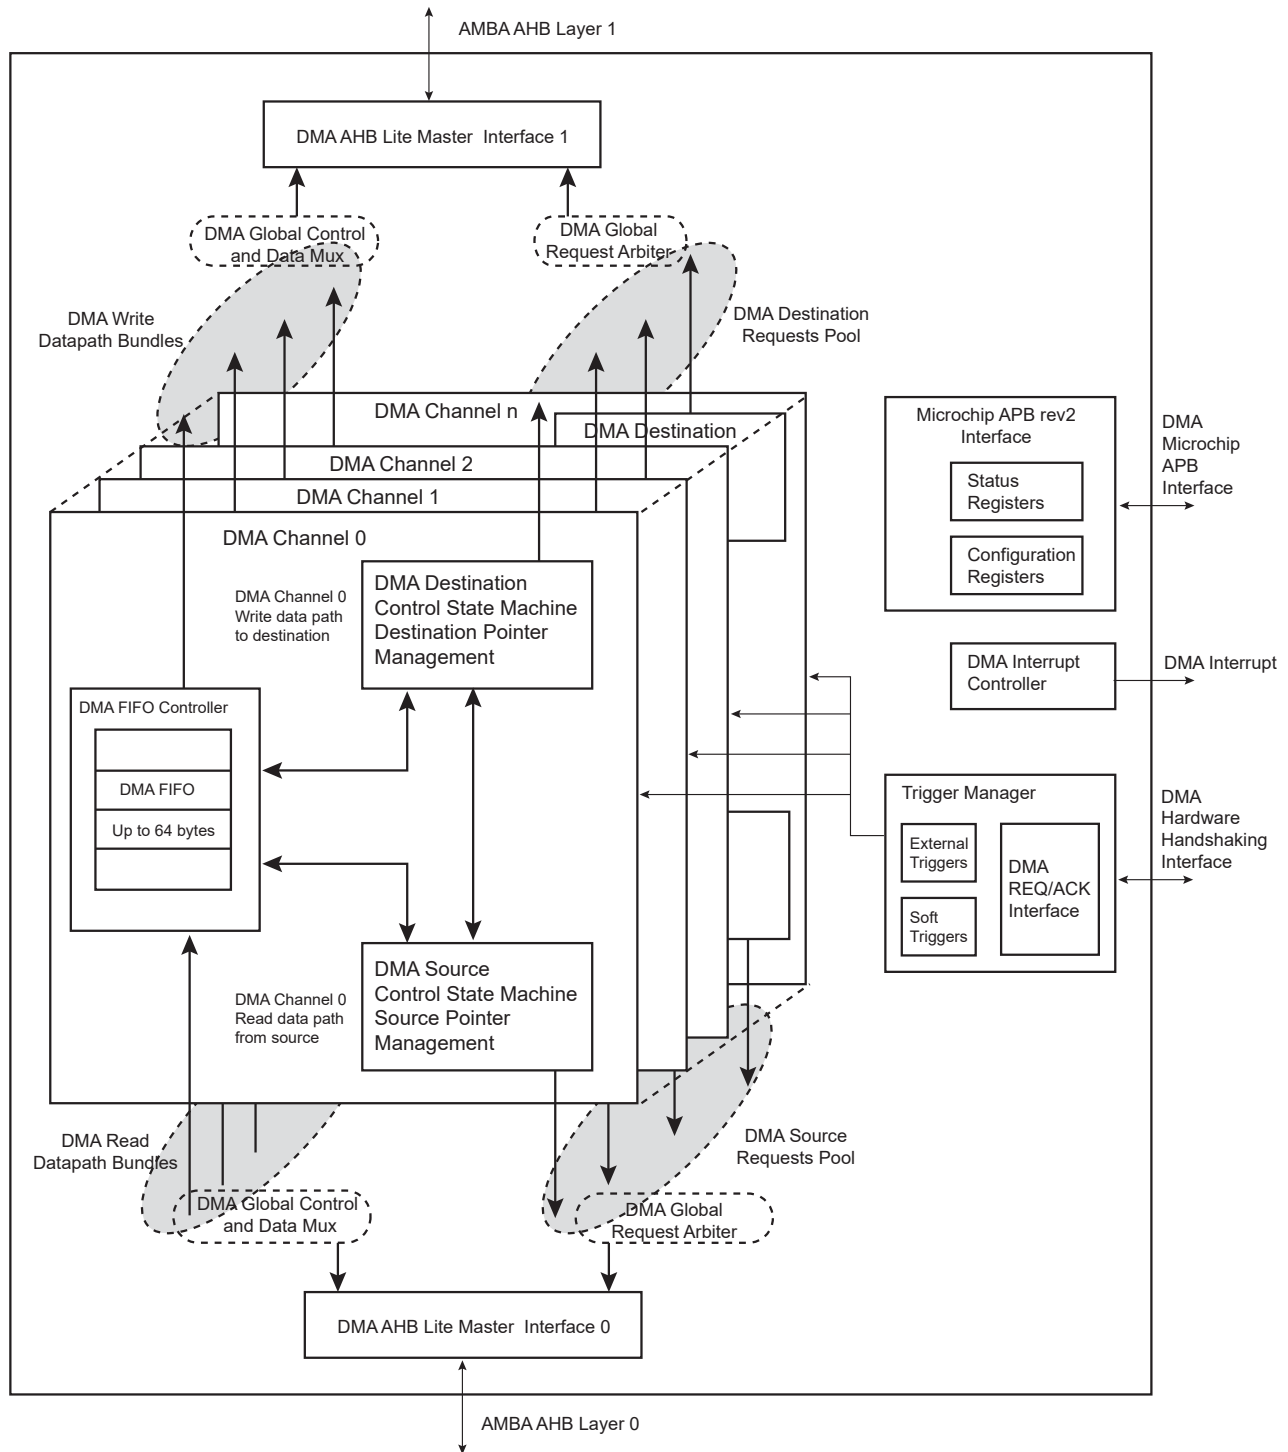 AMBA AHB Layer 1
DMA AHB Lite Master Interface 1
DMA Global Control
and Data Mux
DMA Global
Request Arbiter
DMA Write
Datapath Bundles
DMA Destination
Requests Pool
DMA Channel n
DMA Destination
DMA Channel 2
DMA Channel 1
DMA Channel 0
DMA Channel 0
Write data path
to destination
DMA Destination
Control State Machine
Destination Pointer
Management
DMA FIFO Controller
DMA FIFO
Up to 64 bytes
DMA Channel 0
Read data path
from source
DMA Source
Control State Machine
Source Pointer
Management
Microchip APB rev2
Interface
Status
Registers
Configuration
Registers
DMA
Microchip
APB
Interface
DMA Interrupt
Controller
DMA Interrupt
Trigger Manager
External
Triggers
Soft
Triggers
DMA
REQ/ACK
Interface
DMA
Hardware
Handshaking
Interface
DMA Read
Datapath Bundles
DMA Source
Requests Pool
DMA Global Control
and Data Mux
DMA Global
Request Arbiter
DMA AHB Lite Master Interface 0
AMBA AHB Layer 0